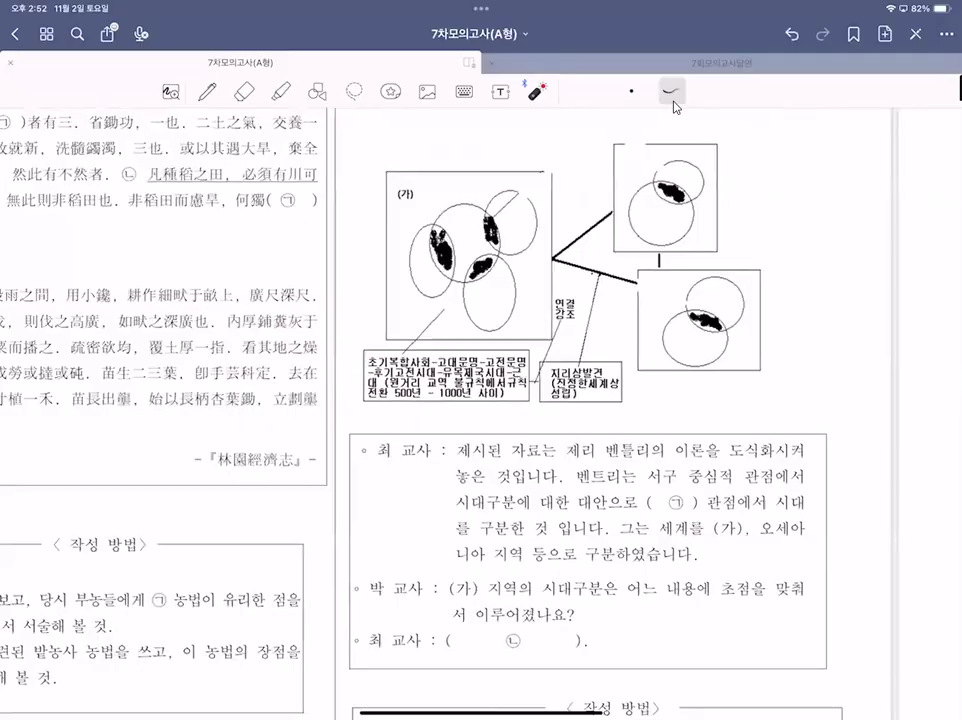 오후 2:52 11월 2일 토요일
82%
7차모의고사(A형)
7차모의고사(A형)
7회모의고사답안
㉠ )者有三. 省鋤功, 一也. 二土之氣, 交養一
就新, 洗髓蠲濁, 三也. 或以其遇大旱, 棄全
然此有不然者. ㉡ 凡種稻之田, 必須有川可
無此則非稻田也. 非稻田而慮旱, 何獨( ㉠ )
雨之間, 用小鑱, 耕作細畎于畝上, 廣尺深尺.
則伐之高廣, 如畎之深廣也. 內厚鋪糞灰于
而播之. 疏密欲均, 覆土厚一指. 看其地之燥
或勞或撻或砘. 苗生二三葉, 卽手芸科定. 去在
植一禾. 苗長出壟, 始以長柄杏葉鋤, 立劃壟
-『林園經濟志』-
〈 작성 방법〉
보고, 당시 부농들에게 ㉠ 농법이 유리한 점을
서 서술해 볼 것.
련된 밭농사 농법을 쓰고, 이 농법의 장점을
해 볼 것.
(가)
연결
강조
초기복합사회-고대문명-고전문명
-후기고전시대-유목제국시대-근
대 (원거리 교역 불규칙에서규칙
전환 500년 - 1000년 사이)
지리상발견
(진정한세계상
성립)
◦ 최 교사 : 제시된 자료는 제리 벤틀리의 이론을 도식화시켜
놓은 것입니다. 벤트리는 서구 중심적 관점에서
시대구분에 대한 대안으로 ( ㉠ ) 관점에서 시대
를 구분한 것 입니다. 그는 세계를 (가), 오세아
니아 지역 등으로 구분하였습니다.
◦ 박 교사 : (가) 지역의 시대구분은 어느 내용에 초점을 맞춰
서 이루어졌나요?
◦ 최 교사 : ( ㉡ ).
〈 작성 방법〉